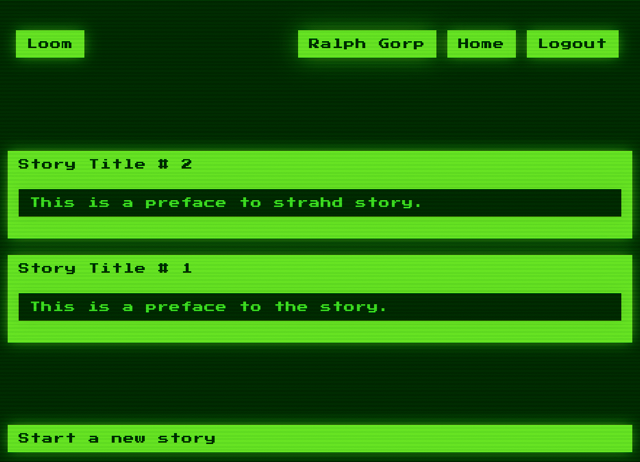 Loom
Ralph Gorp
Home
Logout
Story Title # 2
This is a preface to strahd story.
Story Title # 1
This is a preface to the story.
Start a new story